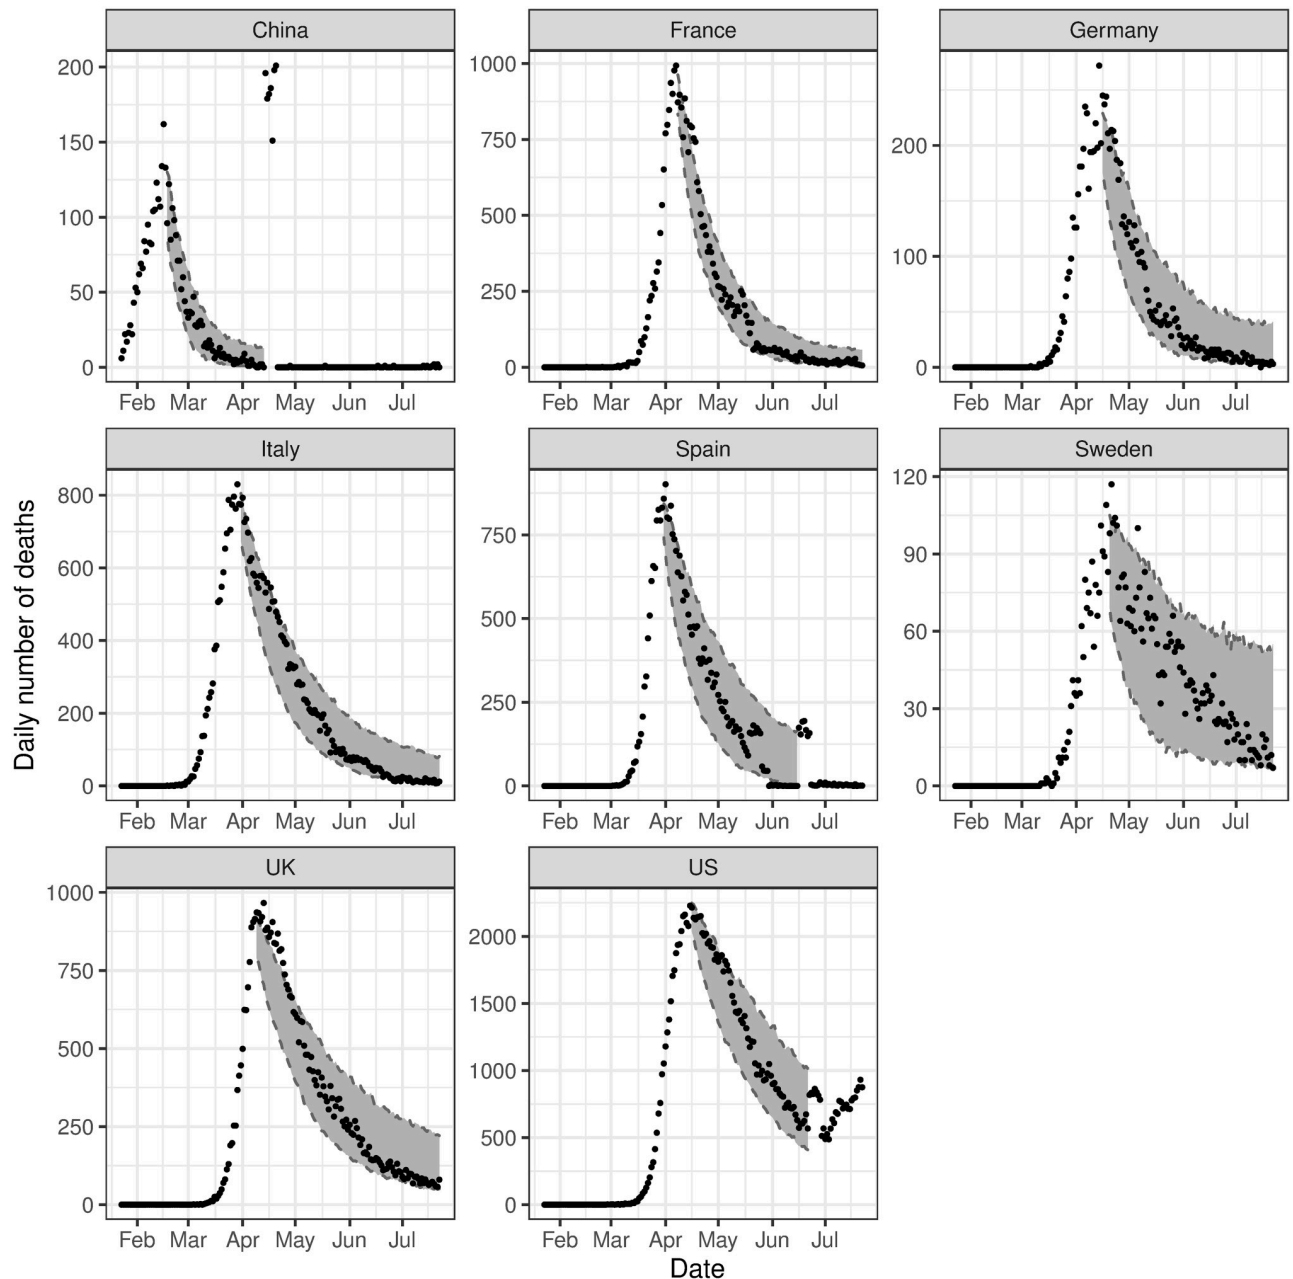 China
France
Germany
200
150
100
50
0
Feb Mar Apr May Jun Jul
1000
750
500
250
0
Feb Mar Apr May Jun Jul
200
100
0
Feb Mar Apr May Jun Jul
Italy
Spain
Sweden
Daily number of deaths
800
600
400
200
0
Feb Mar Apr May Jun Jul
750
500
250
0
Feb Mar Apr May Jun Jul
120
90
60
30
0
Feb Mar Apr May Jun Jul
UK
US
1000
750
500
250
0
Feb Mar Apr May Jun Jul
2000
1500
1000
500
0
Feb Mar Apr May Jun Jul
Date